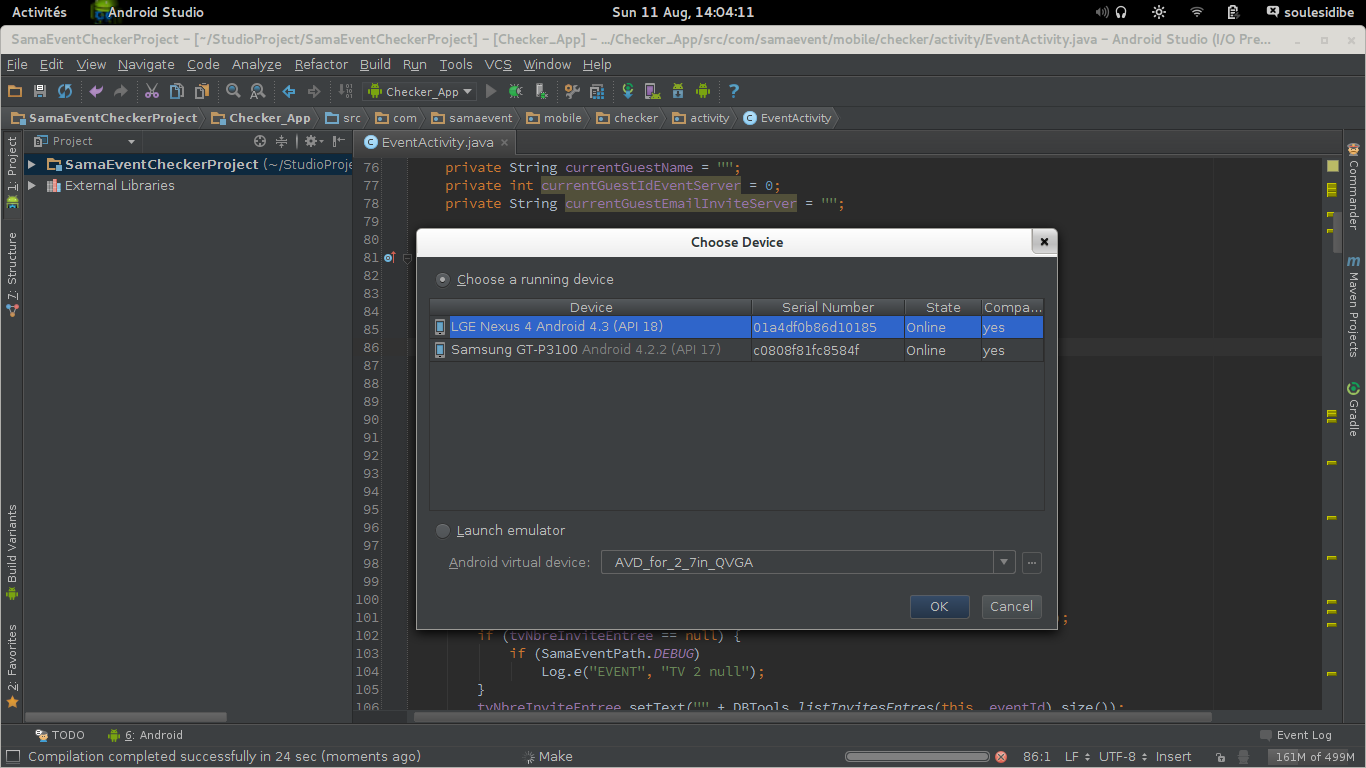 Activités Android Studio Sun 11 Aug, 14:04:11 soulesidibe
SamaEventCheckerProject – [~/StudioProject/SamaEventCheckerProject] – [Checker_App] – .../Checker_App/src/com/samaevent/mobile/checker/activity/EventActivity.java – Android Studio (I/O Pre...
File Edit View Navigate Code Analyze Refactor Build Run Tools VCS Window Help
Checker_App ?
SamaEventCheckerProject Checker_App src com samaevent mobile checker activity EventActivity
Project EventActivity.java
SamaEventCheckerProject (~/StudioProje
External Libraries
1: Project
7: Structure
Build Variants
2: Favorites
76 private String currentGuestName = "";
77 private int currentGuestIdEventServer = 0;
78 private String currentGuestEmailInviteServer = "";
79
80
81
82
83
84
85
86
87
88
89
90
91
92
93
94
95
96
97
98
99
100
101 );
102 if (tvNbreInviteEntree == null) {
103 if (SamaEventPath.DEBUG)
104 Log.e("EVENT", "TV 2 null");
105 }
106 tvNbreInviteEntree.setText("" + DBTools.listInvitesEntres(this, eventId).size());
Choose Device
Choose a running device
Device Serial Number State Compa...
LGE Nexus 4 Android 4.3 (API 18) 01a4df0b86d10185 Online yes
Samsung GT-P3100 Android 4.2.2 (API 17) c0808f81fc8584f Online yes
Launch emulator
Android virtual device: AVD_for_2_7in_QVGA ...
OK Cancel
Commander
m Maven Projects
Gradle
TODO 6: Android Event Log
Compilation completed successfully in 24 sec (moments ago) Make 86:1 LF UTF-8 Insert 161M of 499M